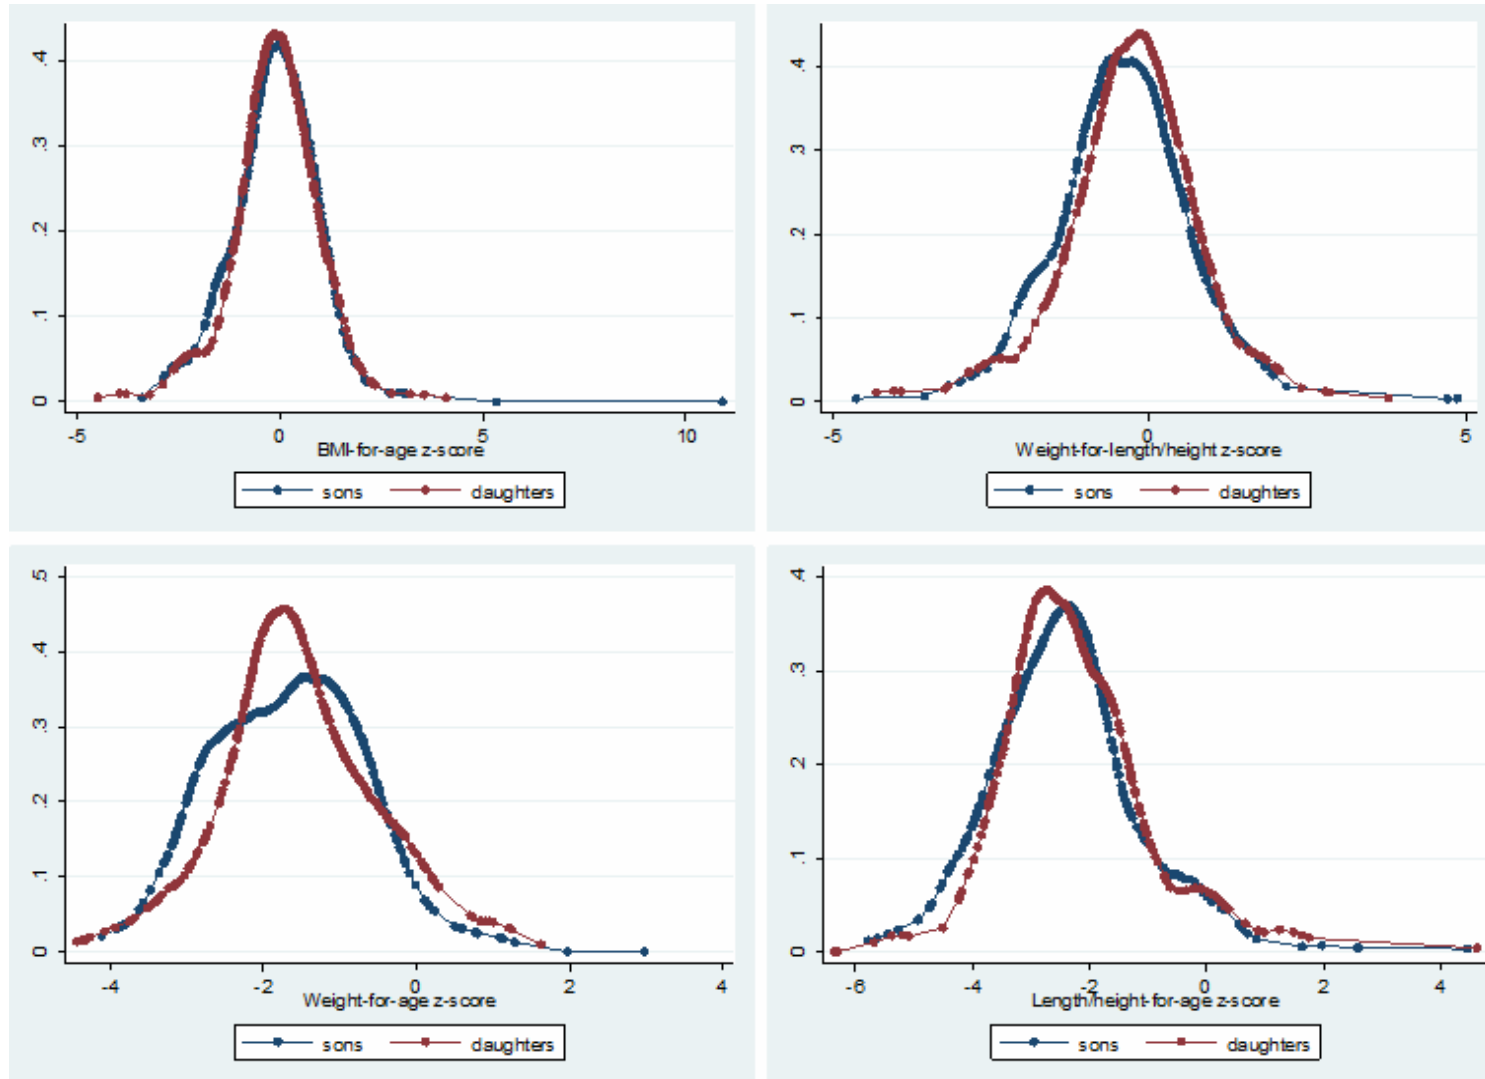 .4
.3
.2
.1
0
-5 0 5 10
BMI-for-age z-score
sons daughters
.4
.3
.2
.1
0
-5 0 5
Weight-for-length/height z-score
sons daughters
.5
.4
.3
.2
.1
0
-4 -2 0 2 4
Weight-for-age z-score
sons daughters
.4
.3
.2
.1
0
-6 -4 -2 0 2 4
Length/height-for-age z-score
sons daughters